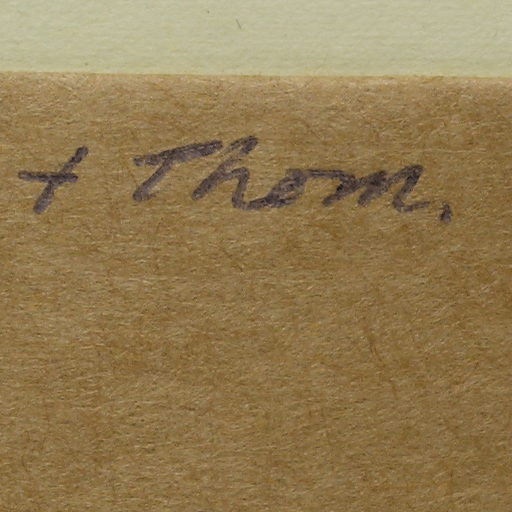 + Thom.